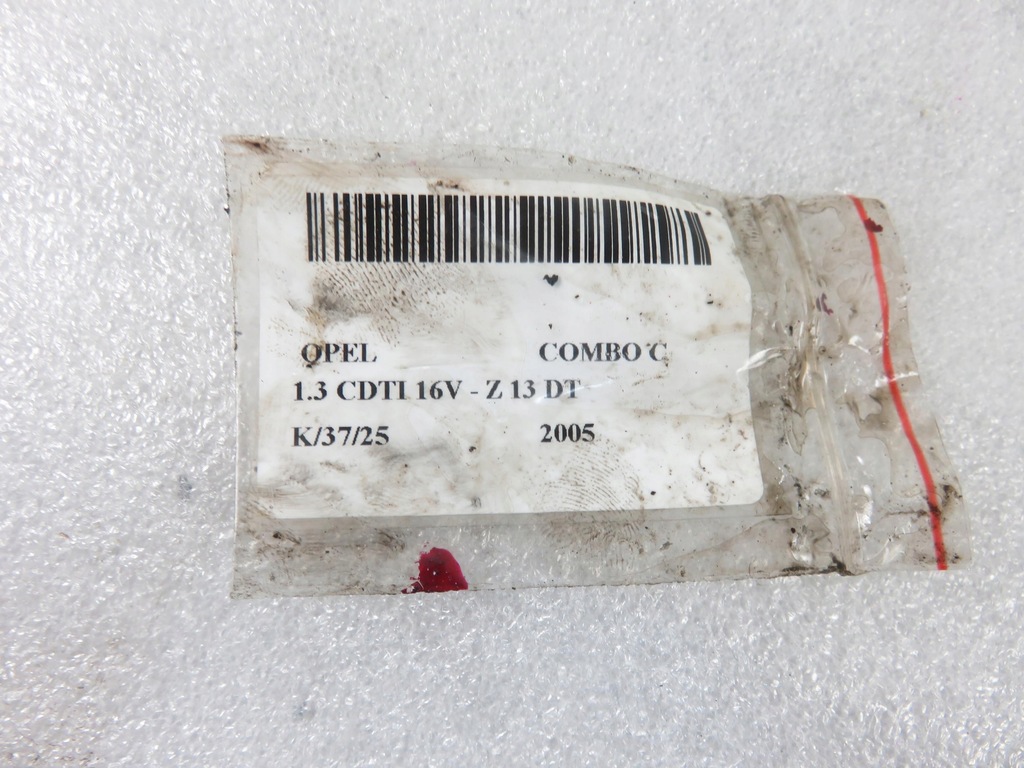 OPEL COMBO C
1.3 CDTI 16V - Z 13 DT
K/37/25 2005